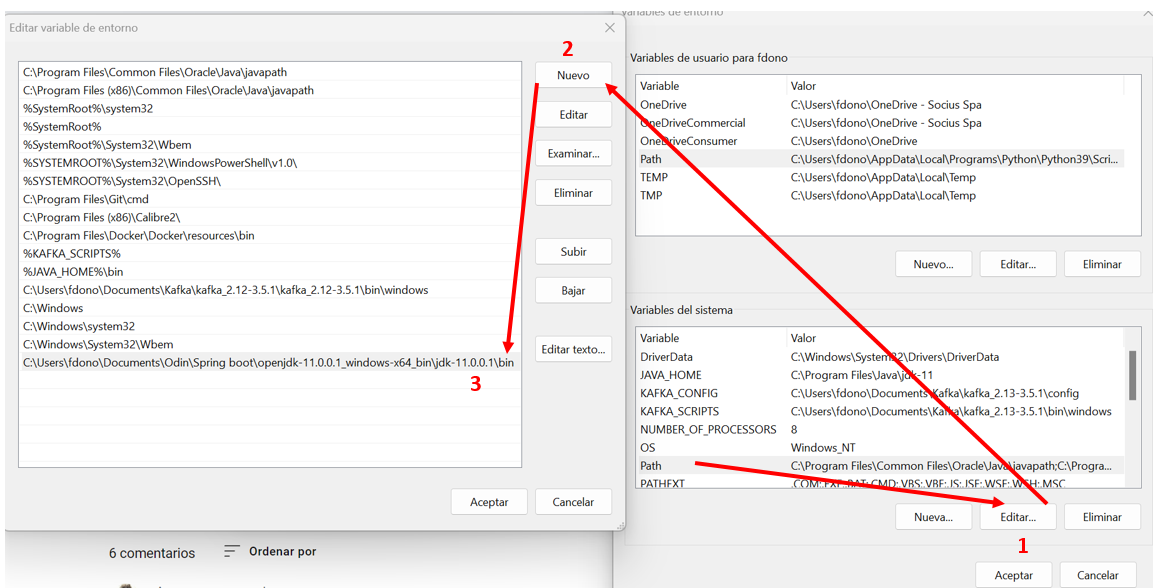 Editar variable de entorno
2
C:\Program Files\Common Files\Oracle\Java\javapath
C:\Program Files (x86)\Common Files\Oracle\Java\javapath
%SystemRoot%\system32
%SystemRoot%
%SystemRoot%\System32\Wbem
%SYSTEMROOT%\System32\WindowsPowerShell\v1.0\
%SYSTEMROOT%\System32\OpenSSH\
C:\Program Files\Git\cmd
C:\Program Files (x86)\Calibre2\
C:\Program Files\Docker\Docker\resources\bin
%KAFKA_SCRIPTS%
%JAVA_HOME%\bin
C:\Users\fdono\Documents\Kafka\kafka_2.12-3.5.1\kafka_2.12-3.5.1\bin\windows
C:\Windows
C:\Windows\system32
C:\Windows\System32\Wbem
C:\Users\fdono\Documents\Odin\Spring boot\openjdk-11.0.0.1_windows-x64_bin\jdk-11.0.0.1\bin
3
Nuevo
Editar
Examinar...
Eliminar
Subir
Bajar
Editar texto...
Aceptar
Cancelar
6 comentarios
Ordenar por
Variables de entorno
Variables de usuario para fdono
Variable Valor
OneDrive C:\Users\fdono\OneDrive - Socius Spa
OneDriveCommercial C:\Users\fdono\OneDrive - Socius Spa
OneDriveConsumer C:\Users\fdono\OneDrive
Path C:\Users\fdono\AppData\Local\Programs\Python\Python39\Scri...
TEMP C:\Users\fdono\AppData\Local\Temp
TMP C:\Users\fdono\AppData\Local\Temp
Nuevo... Editar... Eliminar
Variables del sistema
Variable Valor
DriverData C:\Windows\System32\Drivers\DriverData
JAVA_HOME C:\Program Files\Java\jdk-11
KAFKA_CONFIG C:\Users\fdono\Documents\Kafka\kafka_2.13-3.5.1\config
KAFKA_SCRIPTS C:\Users\fdono\Documents\Kafka\kafka_2.13-3.5.1\bin\windows
NUMBER_OF_PROCESSORS 8
OS Windows_NT
Path C:\Program Files\Common Files\Oracle\Java\javapath;C:\Progra...
PATHEXT .COM;.EXE;.BAT;.CMD;.VBS;.VBE;.JS;.JSE;.WSF;.WSH;.MSC
Nueva... Editar... Eliminar
1
Aceptar Cancelar